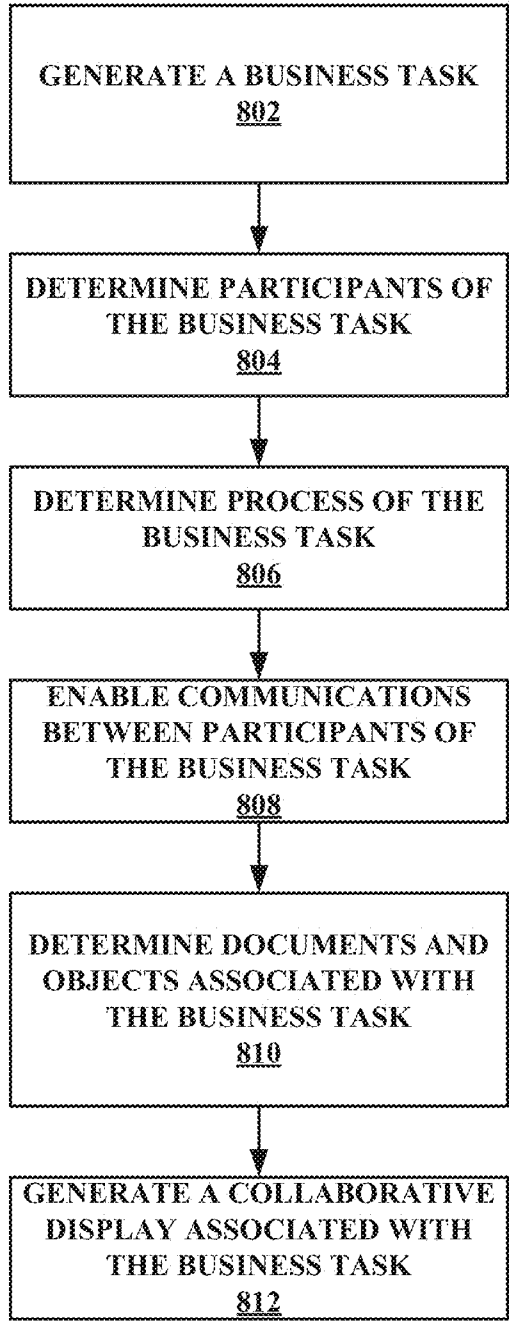 GENERATE A BUSINESS TASK
802
DETERMINE PARTICIPANTS OF
THE BUSINESS TASK
804
DETERMINE PROCESS OF THE
BUSINESS TASK
806
ENABLE COMMUNICATIONS
BETWEEN PARTICIPANTS OF
THE BUSINESS TASK
808
DETERMINE DOCUMENTS AND
OBJECTS ASSOCIATED WITH
THE BUSINESS TASK
810
GENERATE A COLLABORATIVE
DISPLAY ASSOCIATED WITH
THE BUSINESS TASK
812